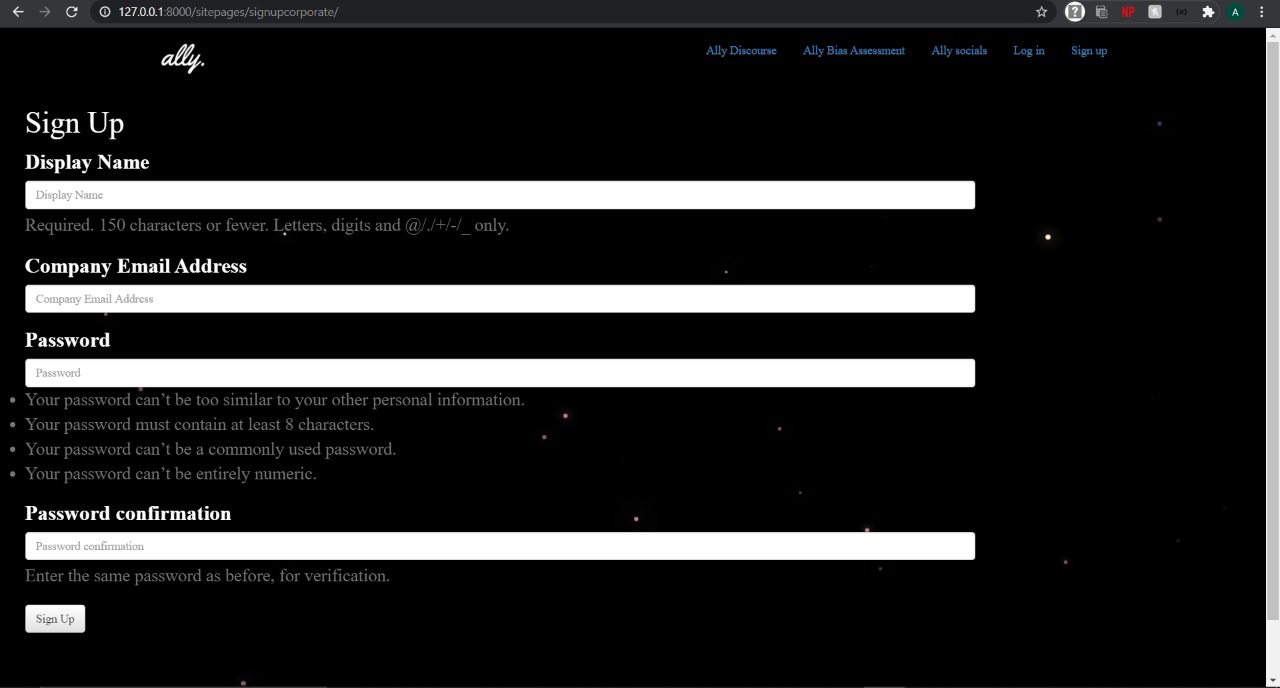 127.0.0.1:8000/sitepages/signupcorporate/
NP
A
ally.
Ally Discourse Ally Bias Assessment Ally socials Log in Sign up
Sign Up
Display Name
Display Name
Required. 150 characters or fewer. Letters, digits and @/./+/-/_ only.
Company Email Address
Company Email Address
Password
Password
Your password can’t be too similar to your other personal information.
Your password must contain at least 8 characters.
Your password can’t be a commonly used password.
Your password can’t be entirely numeric.
Password confirmation
Password confirmation
Enter the same password as before, for verification.
Sign Up